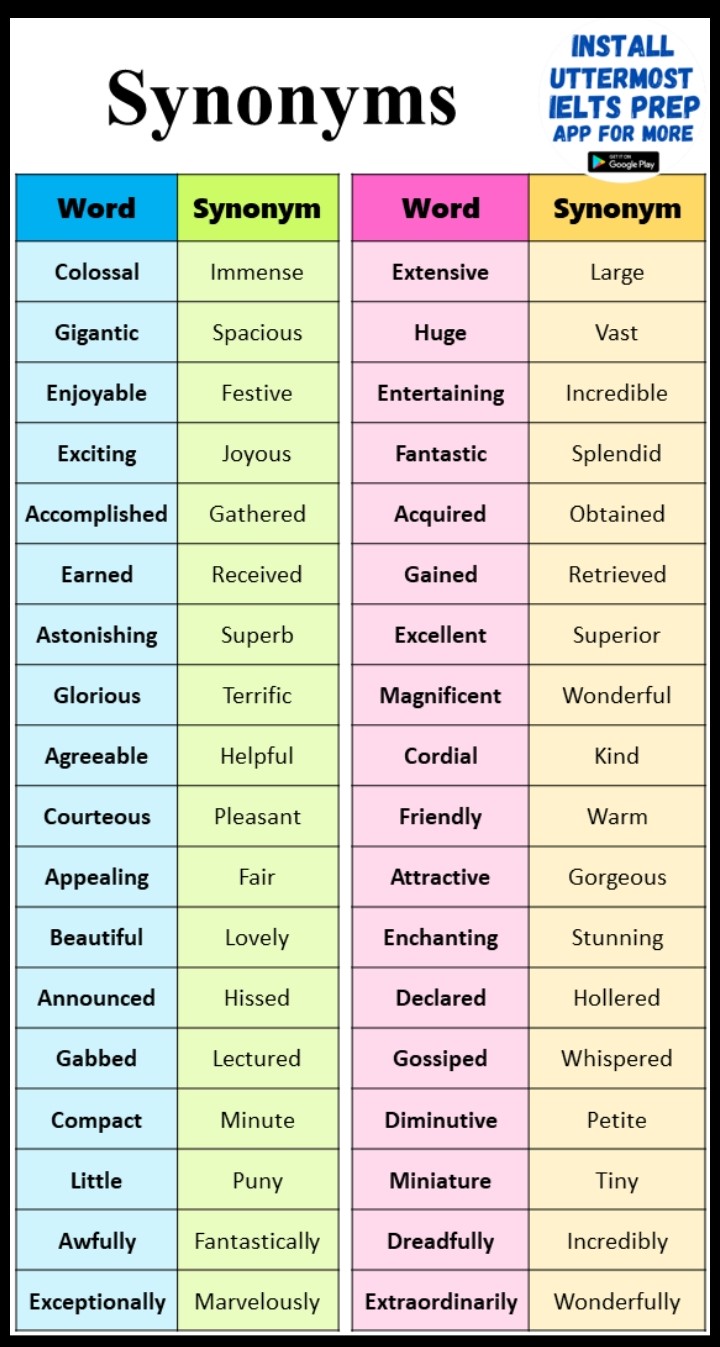 Synonyms
INSTALL
UTTERMOST
IELTS PREP
APP FOR MORE
GET IT ON
Google Play
Word Synonym Word Synonym
Colossal Immense Extensive Large
Gigantic Spacious Huge Vast
Enjoyable Festive Entertaining Incredible
Exciting Joyous Fantastic Splendid
Accomplished Gathered Acquired Obtained
Earned Received Gained Retrieved
Astonishing Superb Excellent Superior
Glorious Terrific Magnificent Wonderful
Agreeable Helpful Cordial Kind
Courteous Pleasant Friendly Warm
Appealing Fair Attractive Gorgeous
Beautiful Lovely Enchanting Stunning
Announced Hissed Declared Hollered
Gabbed Lectured Gossiped Whispered
Compact Minute Diminutive Petite
Little Puny Miniature Tiny
Awfully Fantastically Dreadfully Incredibly
Exceptionally Marvelously Extraordinarily Wonderfully